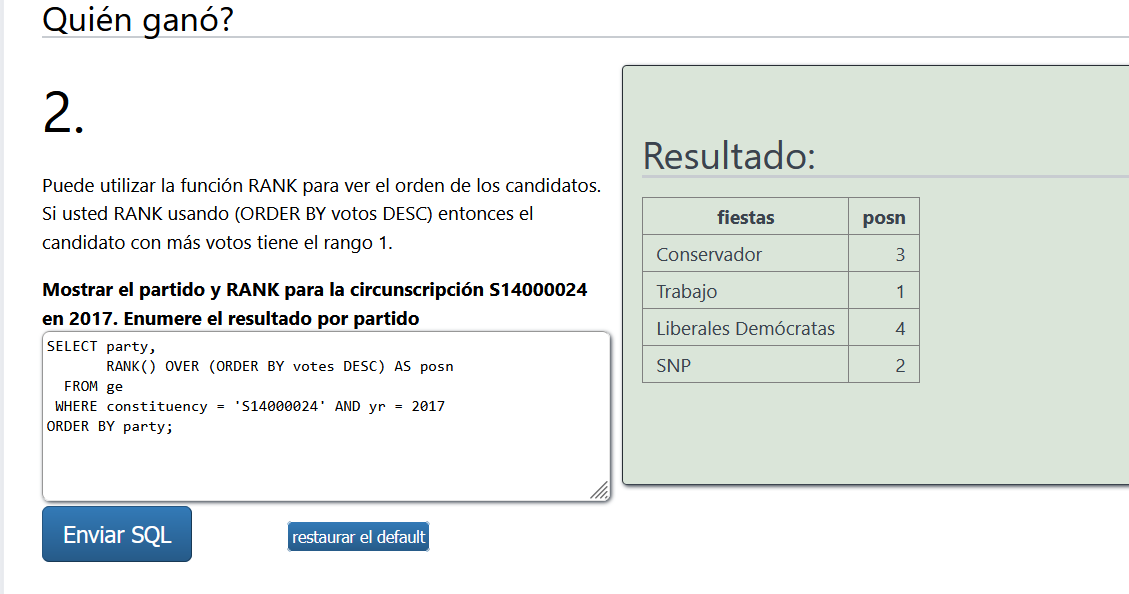 Quién ganó?
2.
Puede utilizar la función RANK para ver el orden de los candidatos.
Si usted RANK usando (ORDER BY votos DESC) entonces el
candidato con más votos tiene el rango 1.
Mostrar el partido y RANK para la circunscripción S14000024
en 2017. Enumere el resultado por partido
SELECT party,
RANK() OVER (ORDER BY votes DESC) AS posn
FROM ge
WHERE constituency = 'S14000024' AND yr = 2017
ORDER BY party;
Enviar SQL
restaurar el default
Resultado:
fiestas posn
Conservador 3
Trabajo 1
Liberales Demócratas 4
SNP 2